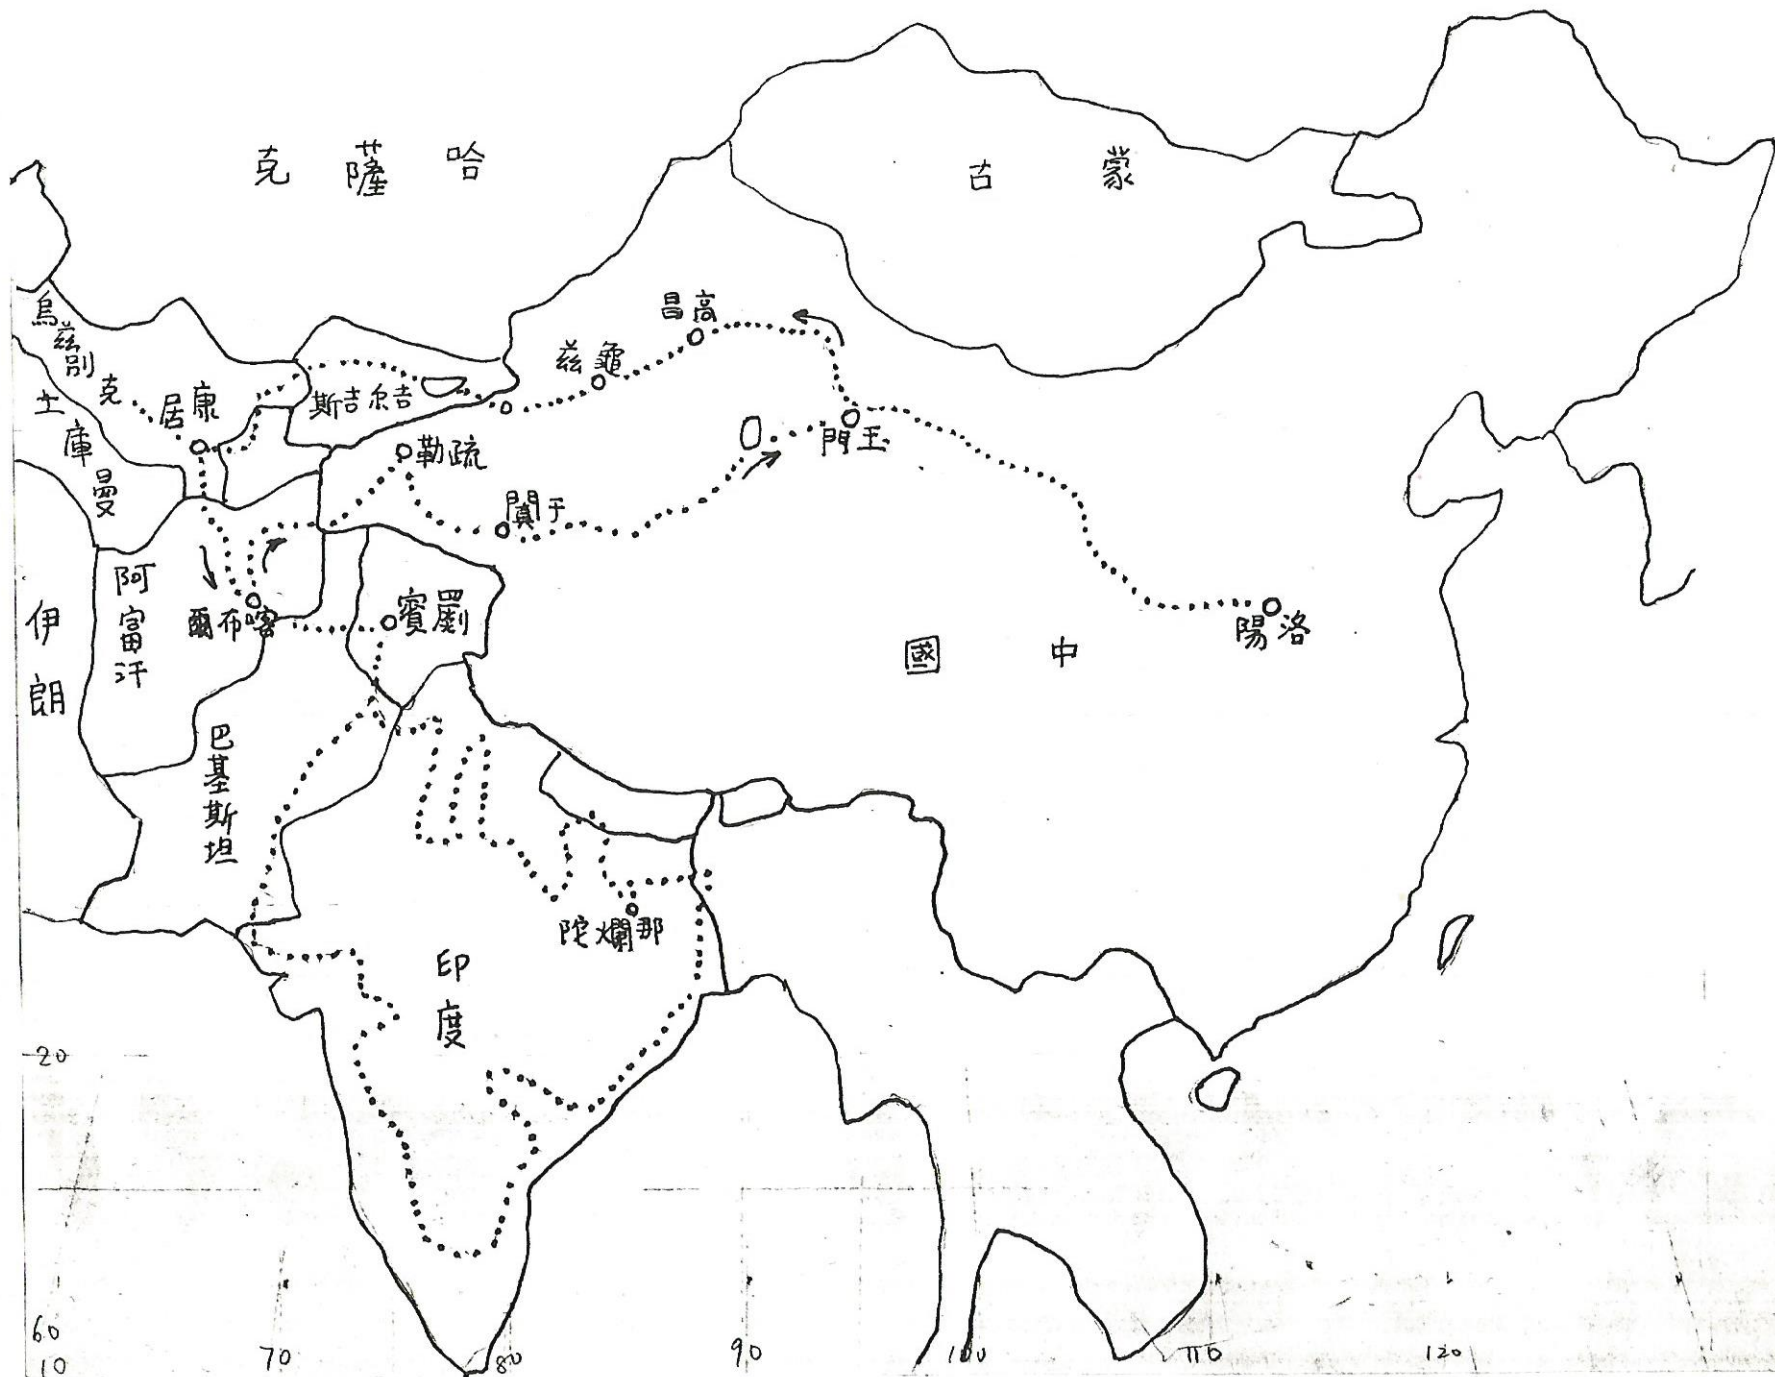 哈薩克
蒙古
烏茲別克
高昌
龜茲
吉尔吉斯
康居
土庫曼
疏勒
玉門
于闐
阿富汗
喀布爾
罽賓
伊朗
中國
洛陽
巴基斯坦
那爛陀
印度
20
60
10
70
80
90
100
110
120